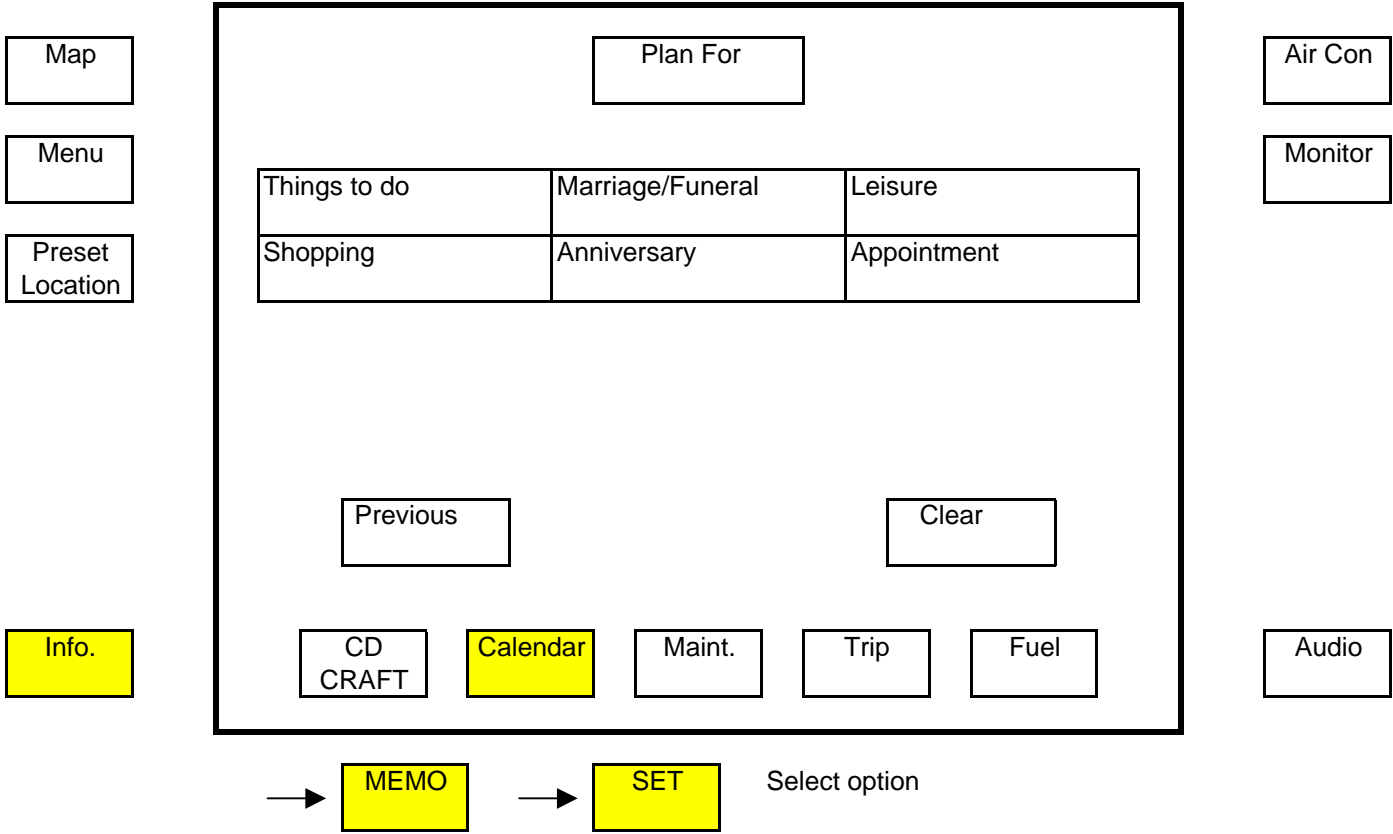 Map
Plan For
Air Con
Menu
Monitor
Things to do
Marriage/Funeral
Leisure
Preset
Location
Shopping
Anniversary
Appointment
Previous
Clear
Info.
CD
CRAFT
Calendar
Maint.
Trip
Fuel
Audio
MEMO
SET
Select option